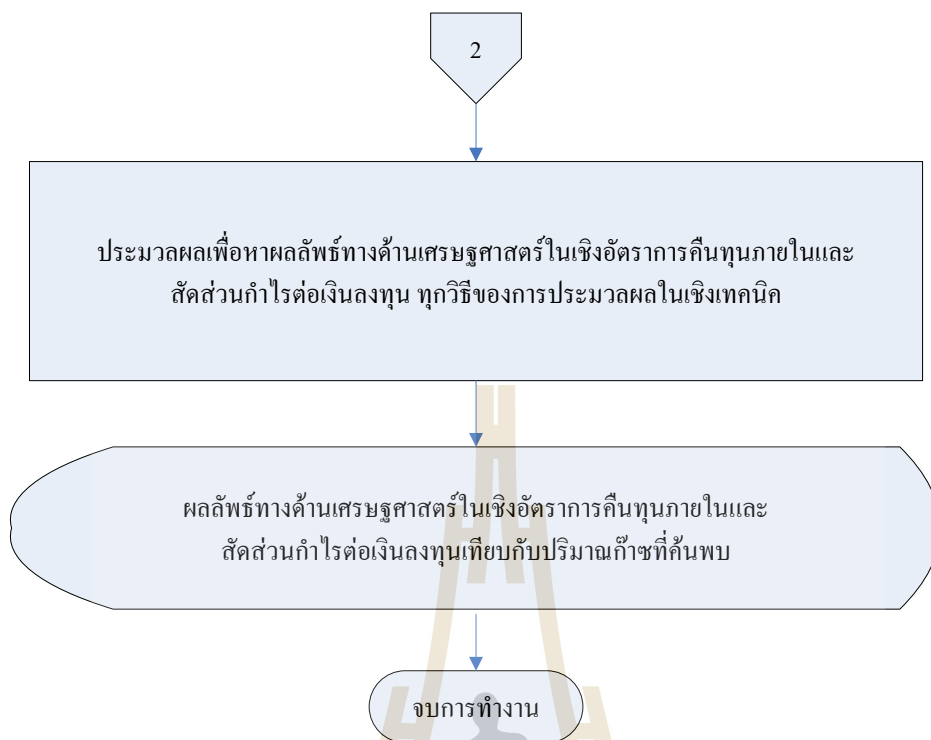 2
ประมวลผลเพื่อหาผลลัพธ์ทางด้านเศรษฐศาสตร์ในเชิงอัตราการคืนทุนภายในและ
สัดส่วนกำไรต่อเงินลงทุน ทุกวิธีของการประมวลผลในเชิงเทคนิค
ผลลัพธ์ทางด้านเศรษฐศาสตร์ในเชิงอัตราการคืนทุนภายในและ
สัดส่วนกำไรต่อเงินลงทุนเทียบกับปริมาณก๊าซที่ค้นพบ
จบการทำงาน